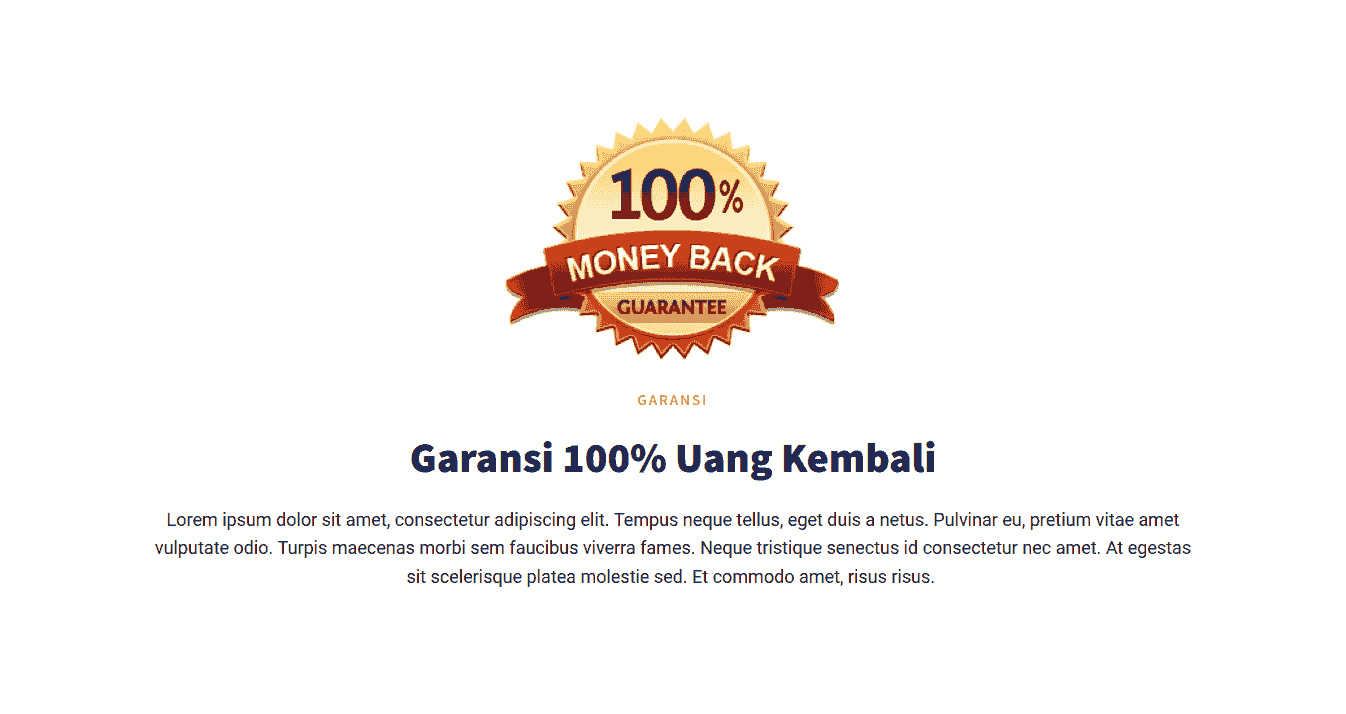 100%
MONEY BACK
GUARANTEE
GARANSI
Garansi 100% Uang Kembali
Lorem ipsum dolor sit amet, consectetur adipiscing elit. Tempus neque tellus, eget duis a netus. Pulvinar eu, pretium vitae amet
vulputate odio. Turpis maecenas morbi sem faucibus viverra fames. Neque tristique senectus id consectetur nec amet. At egestas
sit scelerisque platea molestie sed. Et commodo amet, risus risus.